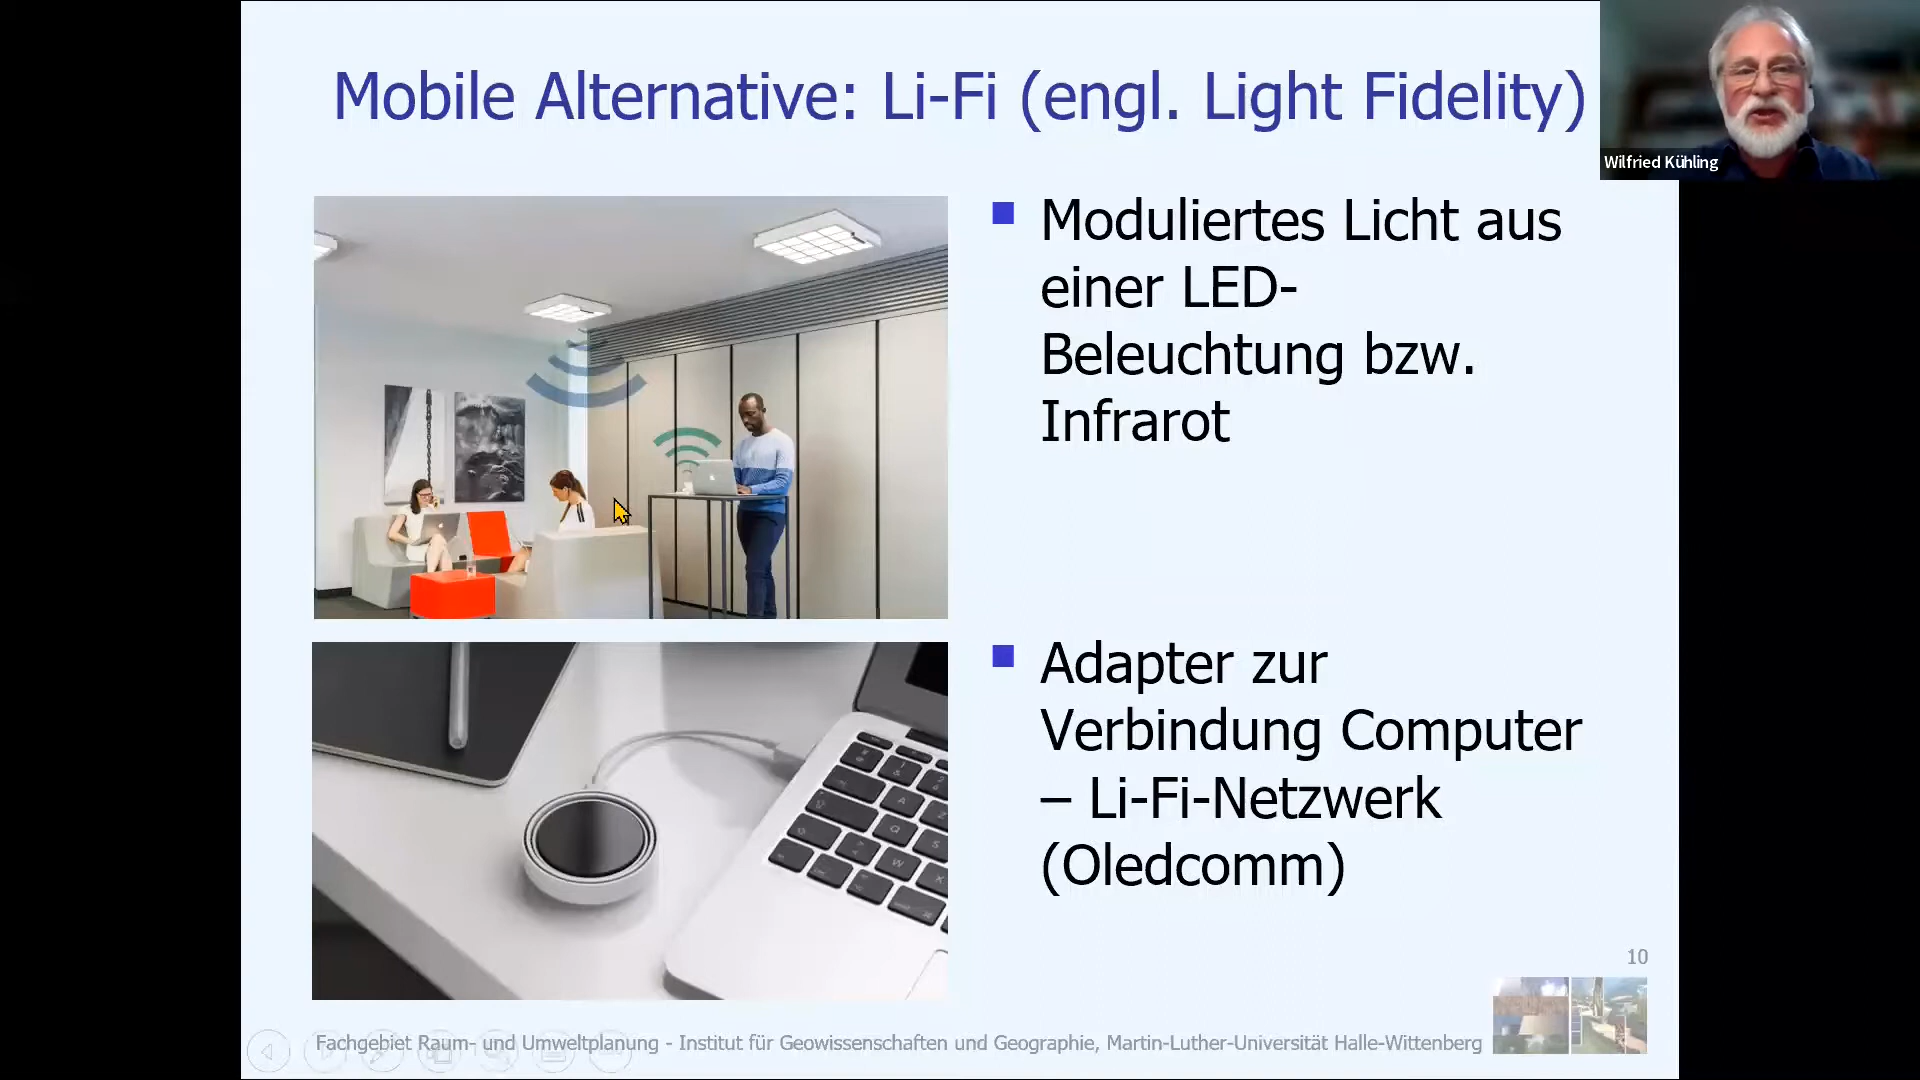 Mobile Alternative: Li-Fi (engl. Light Fidelity)
Wilfried Kühling
Moduliertes Licht aus
einer LED-
Beleuchtung bzw.
Infrarot
Adapter zur
Verbindung Computer
– Li-Fi-Netzwerk
(Oledcomm)
10
Fachgebiet Raum- und Umweltplanung - Institut für Geowissenschaften und Geographie, Martin-Luther-Universität Halle-Wittenberg